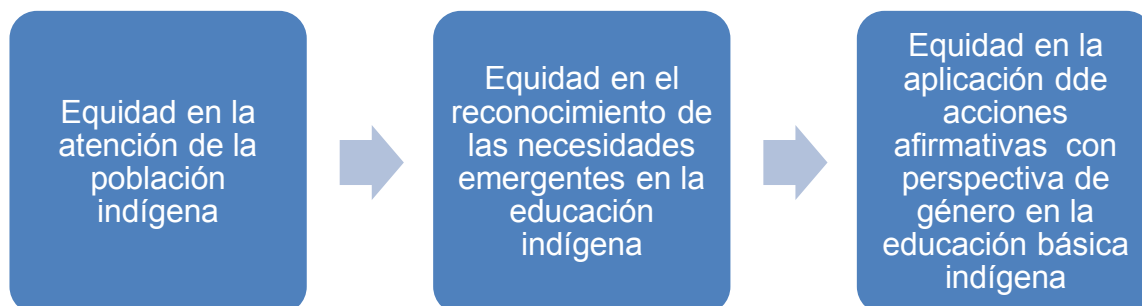 Equidad en la
atención de la
población
indígena
Equidad en el
reconocimiento de
las necesidades
emergentes en la
educación
indígena
Equidad en la
aplicación dde
acciones
afirmativas con
perspectiva de
género en la
educación básica
indígena